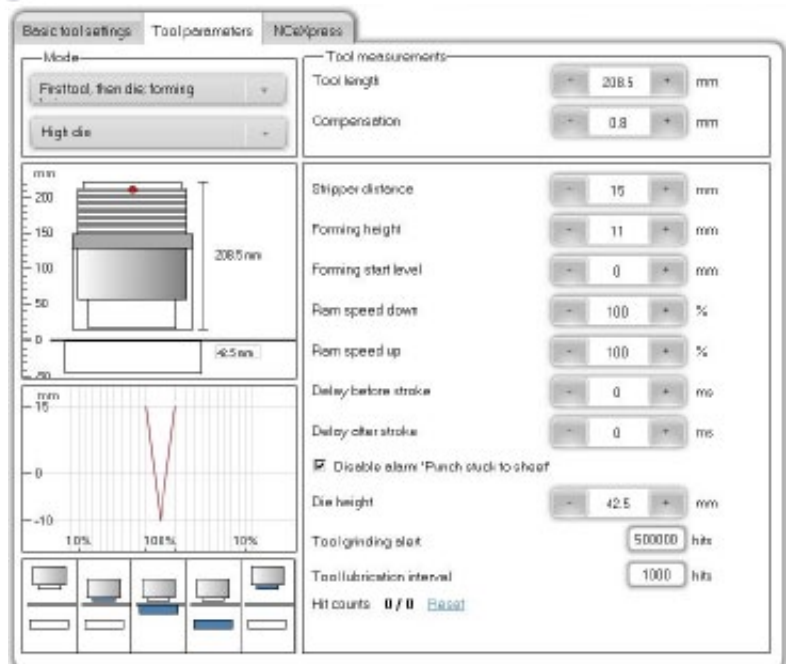 Basic tool settings Tool parameters NCeXpress
Mode
First tool, then die; forming
High die
Tool measurements
Tool length - 208.5 + mm
Compensation - 0.8 + mm
mm
200
150
100
50
0
-50
208.5 mm
42.5 mm
Stripper distance - 15 + mm
Forming height - 11 + mm
Forming start level - 0 + mm
Ram speed down - 100 + %
Ram speed up - 100 + %
Delay before stroke - 0 + ms
Delay after stroke - 0 + ms
Disable alarm 'Punch stuck to sheet'
Die height - 42.5 + mm
Tool grinding alert 500000 hits
Tool lubrication interval 1000 hits
Hit counts 0 / 0 Reset
mm
15
0
-10
10% 100% 10%